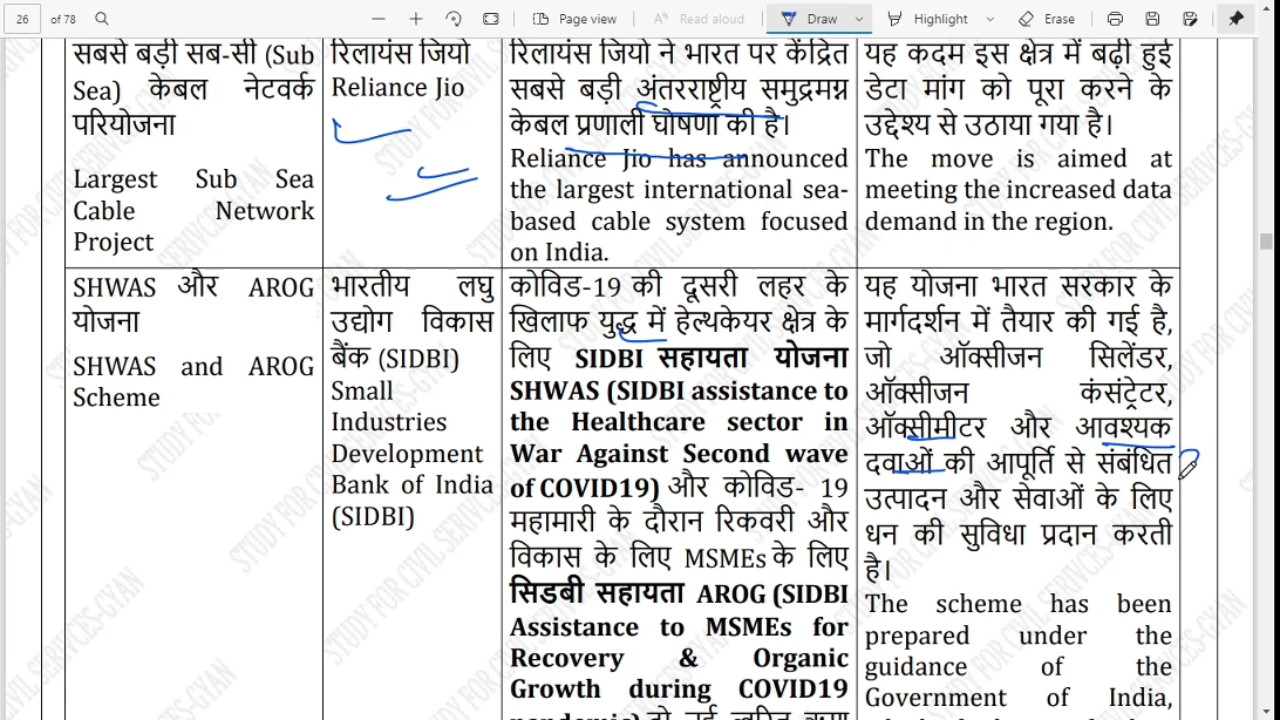 26 of 78 Page view Read aloud Draw Highlight Erase
सबसे बड़ी सब-सी (Sub
Sea) केबल नेटवर्क
परियोजना
Largest Sub Sea
Cable Network
Project
रिलायंस जियो
Reliance Jio
रिलायंस जियो ने भारत पर केंद्रित
सबसे बड़ी अंतरराष्ट्रीय समुद्रमग्न
केबल प्रणाली घोषणा की है।
Reliance Jio has announced
the largest international sea-
based cable system focused
on India.
यह कदम इस क्षेत्र में बढ़ी हुई
डेटा मांग को पूरा करने के
उद्देश्य से उठाया गया है।
The move is aimed at
meeting the increased data
demand in the region.
SHWAS और AROG
योजना
SHWAS and AROG
Scheme
भारतीय लघु
उद्योग विकास
बैंक (SIDBI)
Small
Industries
Development
Bank of India
(SIDBI)
कोविड-19 की दूसरी लहर के
खिलाफ युद्ध में हेल्थकेयर क्षेत्र के
लिए SIDBI सहायता योजना
SHWAS (SIDBI assistance to
the Healthcare sector in
War Against Second wave
of COVID19) और कोविड- 19
महामारी के दौरान रिकवरी और
विकास के लिए MSMEs के लिए
सिडबी सहायता AROG (SIDBI
Assistance to MSMEs for
Recovery & Organic
Growth during COVID19
यह योजना भारत सरकार के
मार्गदर्शन में तैयार की गई है,
जो ऑक्सीजन सिलेंडर,
ऑक्सीजन कंसंट्रेटर,
ऑक्सीमीटर और आवश्यक
दवाओं की आपूर्ति से संबंधित
उत्पादन और सेवाओं के लिए
धन की सुविधा प्रदान करती
है।
The scheme has been
prepared under the
guidance of the
Government of India,